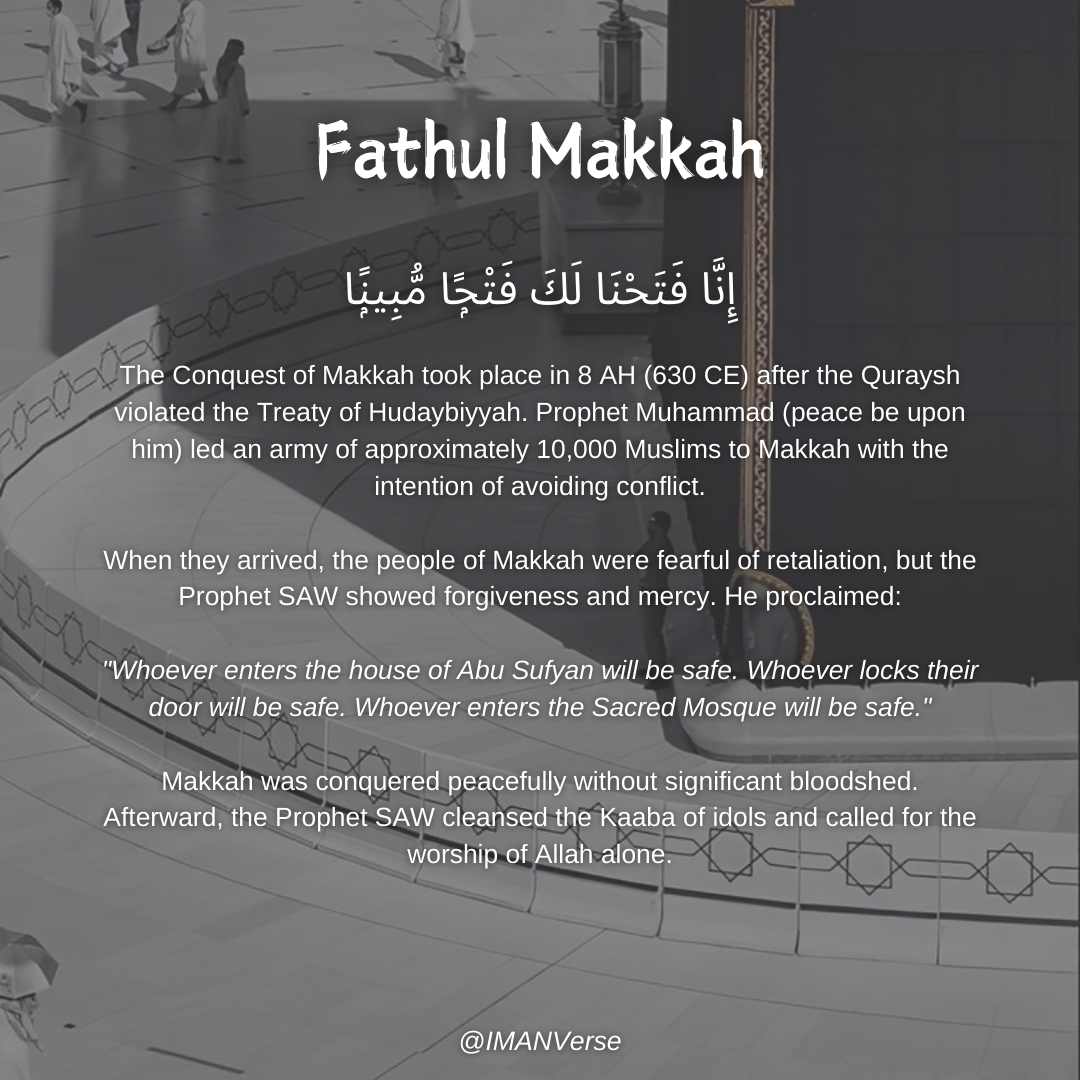 Fathul Makkah
إِنَّا فَتَحْنَا لَكَ فَتْحًۭا مُّبِينًۭا
The Conquest of Makkah took place in 8 AH (630 CE) after the Quraysh
violated the Treaty of Hudaybiyyah. Prophet Muhammad (peace be upon
him) led an army of approximately 10,000 Muslims to Makkah with the
intention of avoiding conflict.
When they arrived, the people of Makkah were fearful of retaliation, but the
Prophet SAW showed forgiveness and mercy. He proclaimed:
"Whoever enters the house of Abu Sufyan will be safe. Whoever locks their
door will be safe. Whoever enters the Sacred Mosque will be safe."
Makkah was conquered peacefully without significant bloodshed.
Afterward, the Prophet SAW cleansed the Kaaba of idols and called for the
worship of Allah alone.
@IMANVerse